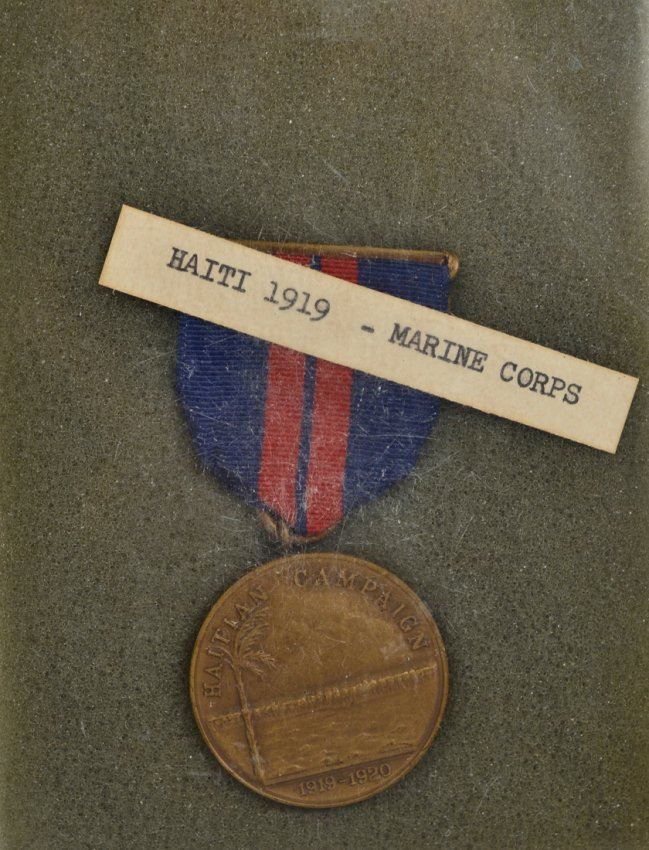 HAITI 1919 - MARINE CORPS
HAITIAN CAMPAIGN
1919-1920